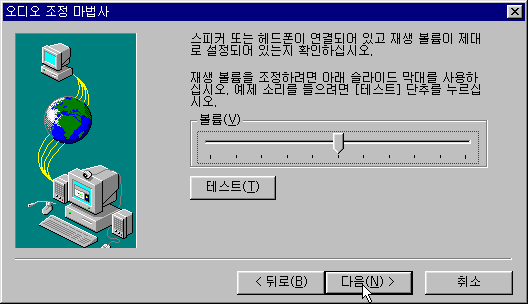 오디오 조정 마법사
스피커 또는 헤드폰이 연결되어 있고 재생 볼륨이 제대
로 설정되어 있는지 확인하십시오.
재생 볼륨을 조정하려면 아래 슬라이드 막대를 사용하
십시오. 예제 소리를 들으려면 [테스트] 단추를 누르십
시오.
볼륨(V)
테스트(T)
< 뒤로(B) 다음(N) > 취소